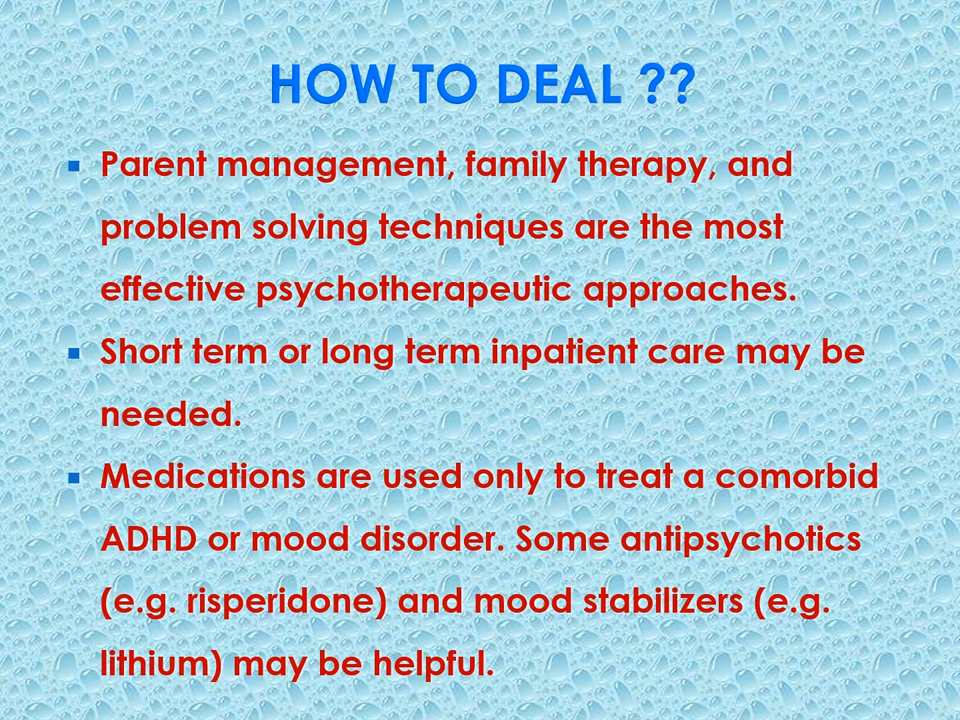 HOW TO DEAL ??
▪ Parent management, family therapy, and
problem solving techniques are the most
effective psychotherapeutic approaches.
▪ Short term or long term inpatient care may be
needed.
▪ Medications are used only to treat a comorbid
ADHD or mood disorder. Some antipsychotics
(e.g. risperidone) and mood stabilizers (e.g.
lithium) may be helpful.